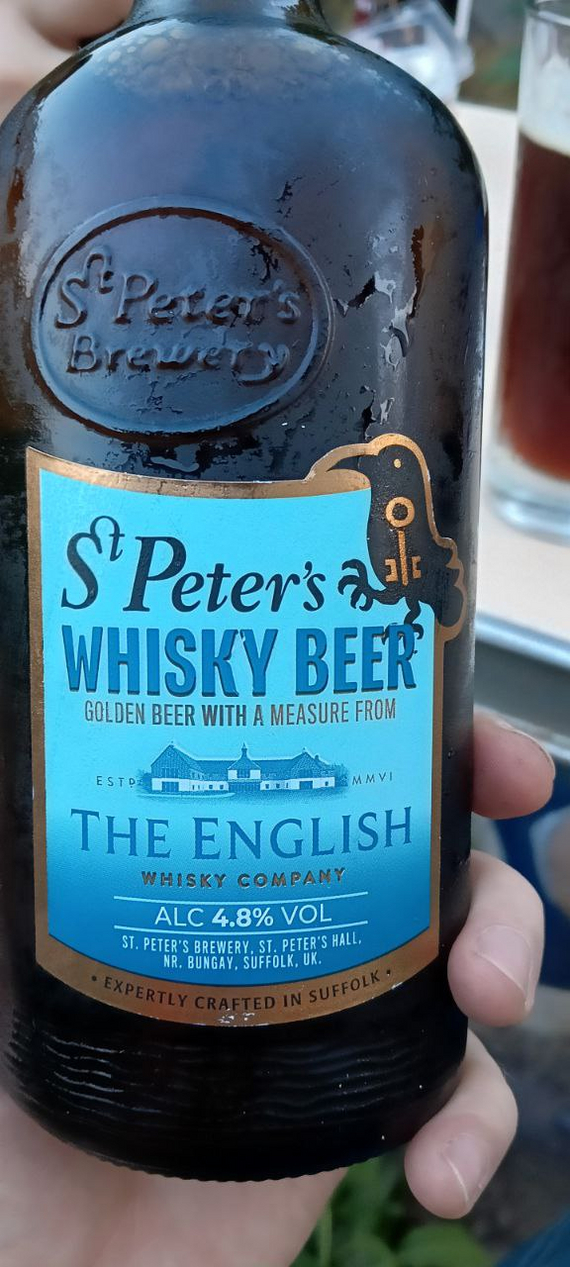 St Peter's
Brewery
St Peter's
WHISKY BEER
GOLDEN BEER WITH A MEASURE FROM
ESTD MMVI
THE ENGLISH
WHISKY COMPANY
ALC 4.8% VOL
ST. PETER'S BREWERY, ST. PETER'S HALL,
NR. BUNGAY, SUFFOLK, UK.
• EXPERTLY CRAFTED IN SUFFOLK •